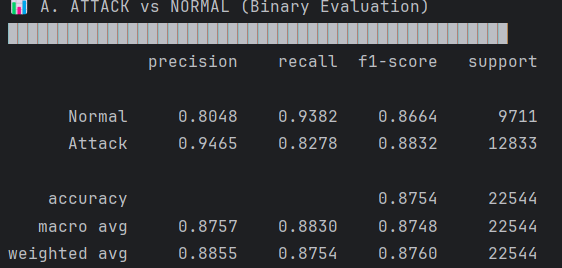 A. ATTACK vs NORMAL (Binary Evaluation)
precision recall f1-score support
Normal 0.8048 0.9382 0.8664 9711
Attack 0.9465 0.8278 0.8832 12833
accuracy 0.8754 22544
macro avg 0.8757 0.8830 0.8748 22544
weighted avg 0.8855 0.8754 0.8760 22544